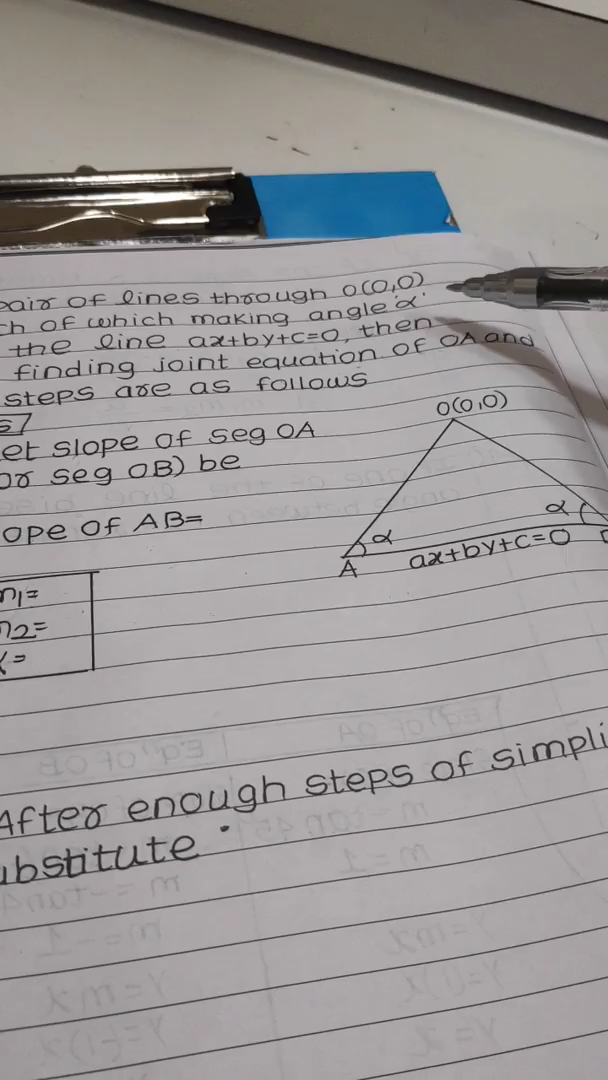 pair of lines through O(0,0)
ch of which making angle 'α'
the line ax+by+c=0, then
finding joint equation of OA and
steps are as follows
et slope of seg OA
or seg OB) be
O(0,0)
ope of AB=
α
α
A
ax+by+c=0
m1=
m2=
α=
After enough steps of simpli
ubstitute